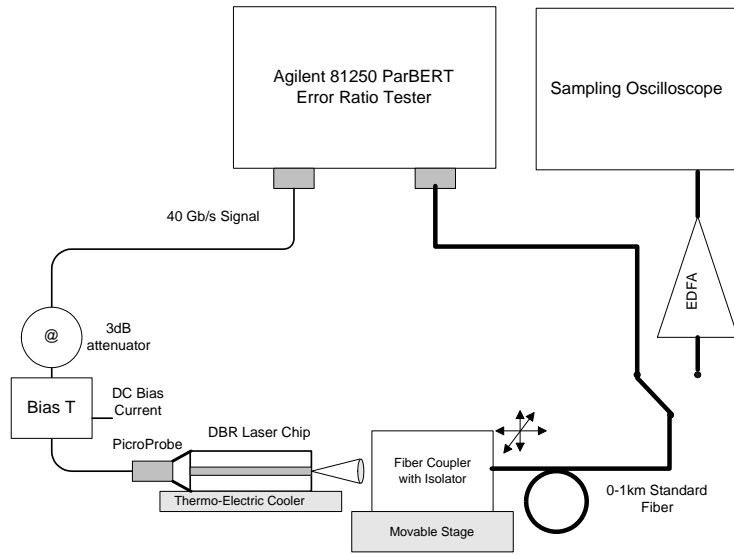 Agilent 81250 ParBERT
Error Ratio Tester
Sampling Oscilloscope
40 Gb/s Signal
EDFA
@
3dB
attenuator
Bias T
DC Bias
Current
PicroProbe
DBR Laser Chip
Thermo-Electric Cooler
Fiber Coupler
with Isolator
Movable Stage
0-1km Standard
Fiber